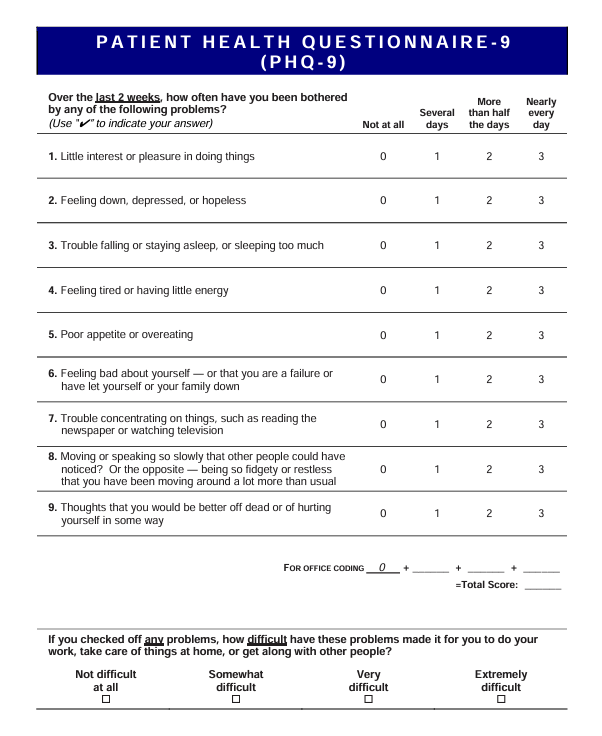 PATIENT HEALTH QUESTIONNAIRE-9
(PHQ-9)
Over the last 2 weeks, how often have you been bothered
by any of the following problems?
(Use "✔" to indicate your answer)
Not at all
Several
days
More
than half
the days
Nearly
every
day
1. Little interest or pleasure in doing things 0 1 2 3
2. Feeling down, depressed, or hopeless 0 1 2 3
3. Trouble falling or staying asleep, or sleeping too much 0 1 2 3
4. Feeling tired or having little energy 0 1 2 3
5. Poor appetite or overeating 0 1 2 3
6. Feeling bad about yourself — or that you are a failure or
have let yourself or your family down 0 1 2 3
7. Trouble concentrating on things, such as reading the
newspaper or watching television 0 1 2 3
8. Moving or speaking so slowly that other people could have
noticed? Or the opposite — being so fidgety or restless
that you have been moving around a lot more than usual 0 1 2 3
9. Thoughts that you would be better off dead or of hurting
yourself in some way 0 1 2 3
FOR OFFICE CODING 0 + ______ + ______ + ______
=Total Score: ______
If you checked off any problems, how difficult have these problems made it for you to do your
work, take care of things at home, or get along with other people?
Not difficult
at all
☐
Somewhat
difficult
☐
Very
difficult
☐
Extremely
difficult
☐